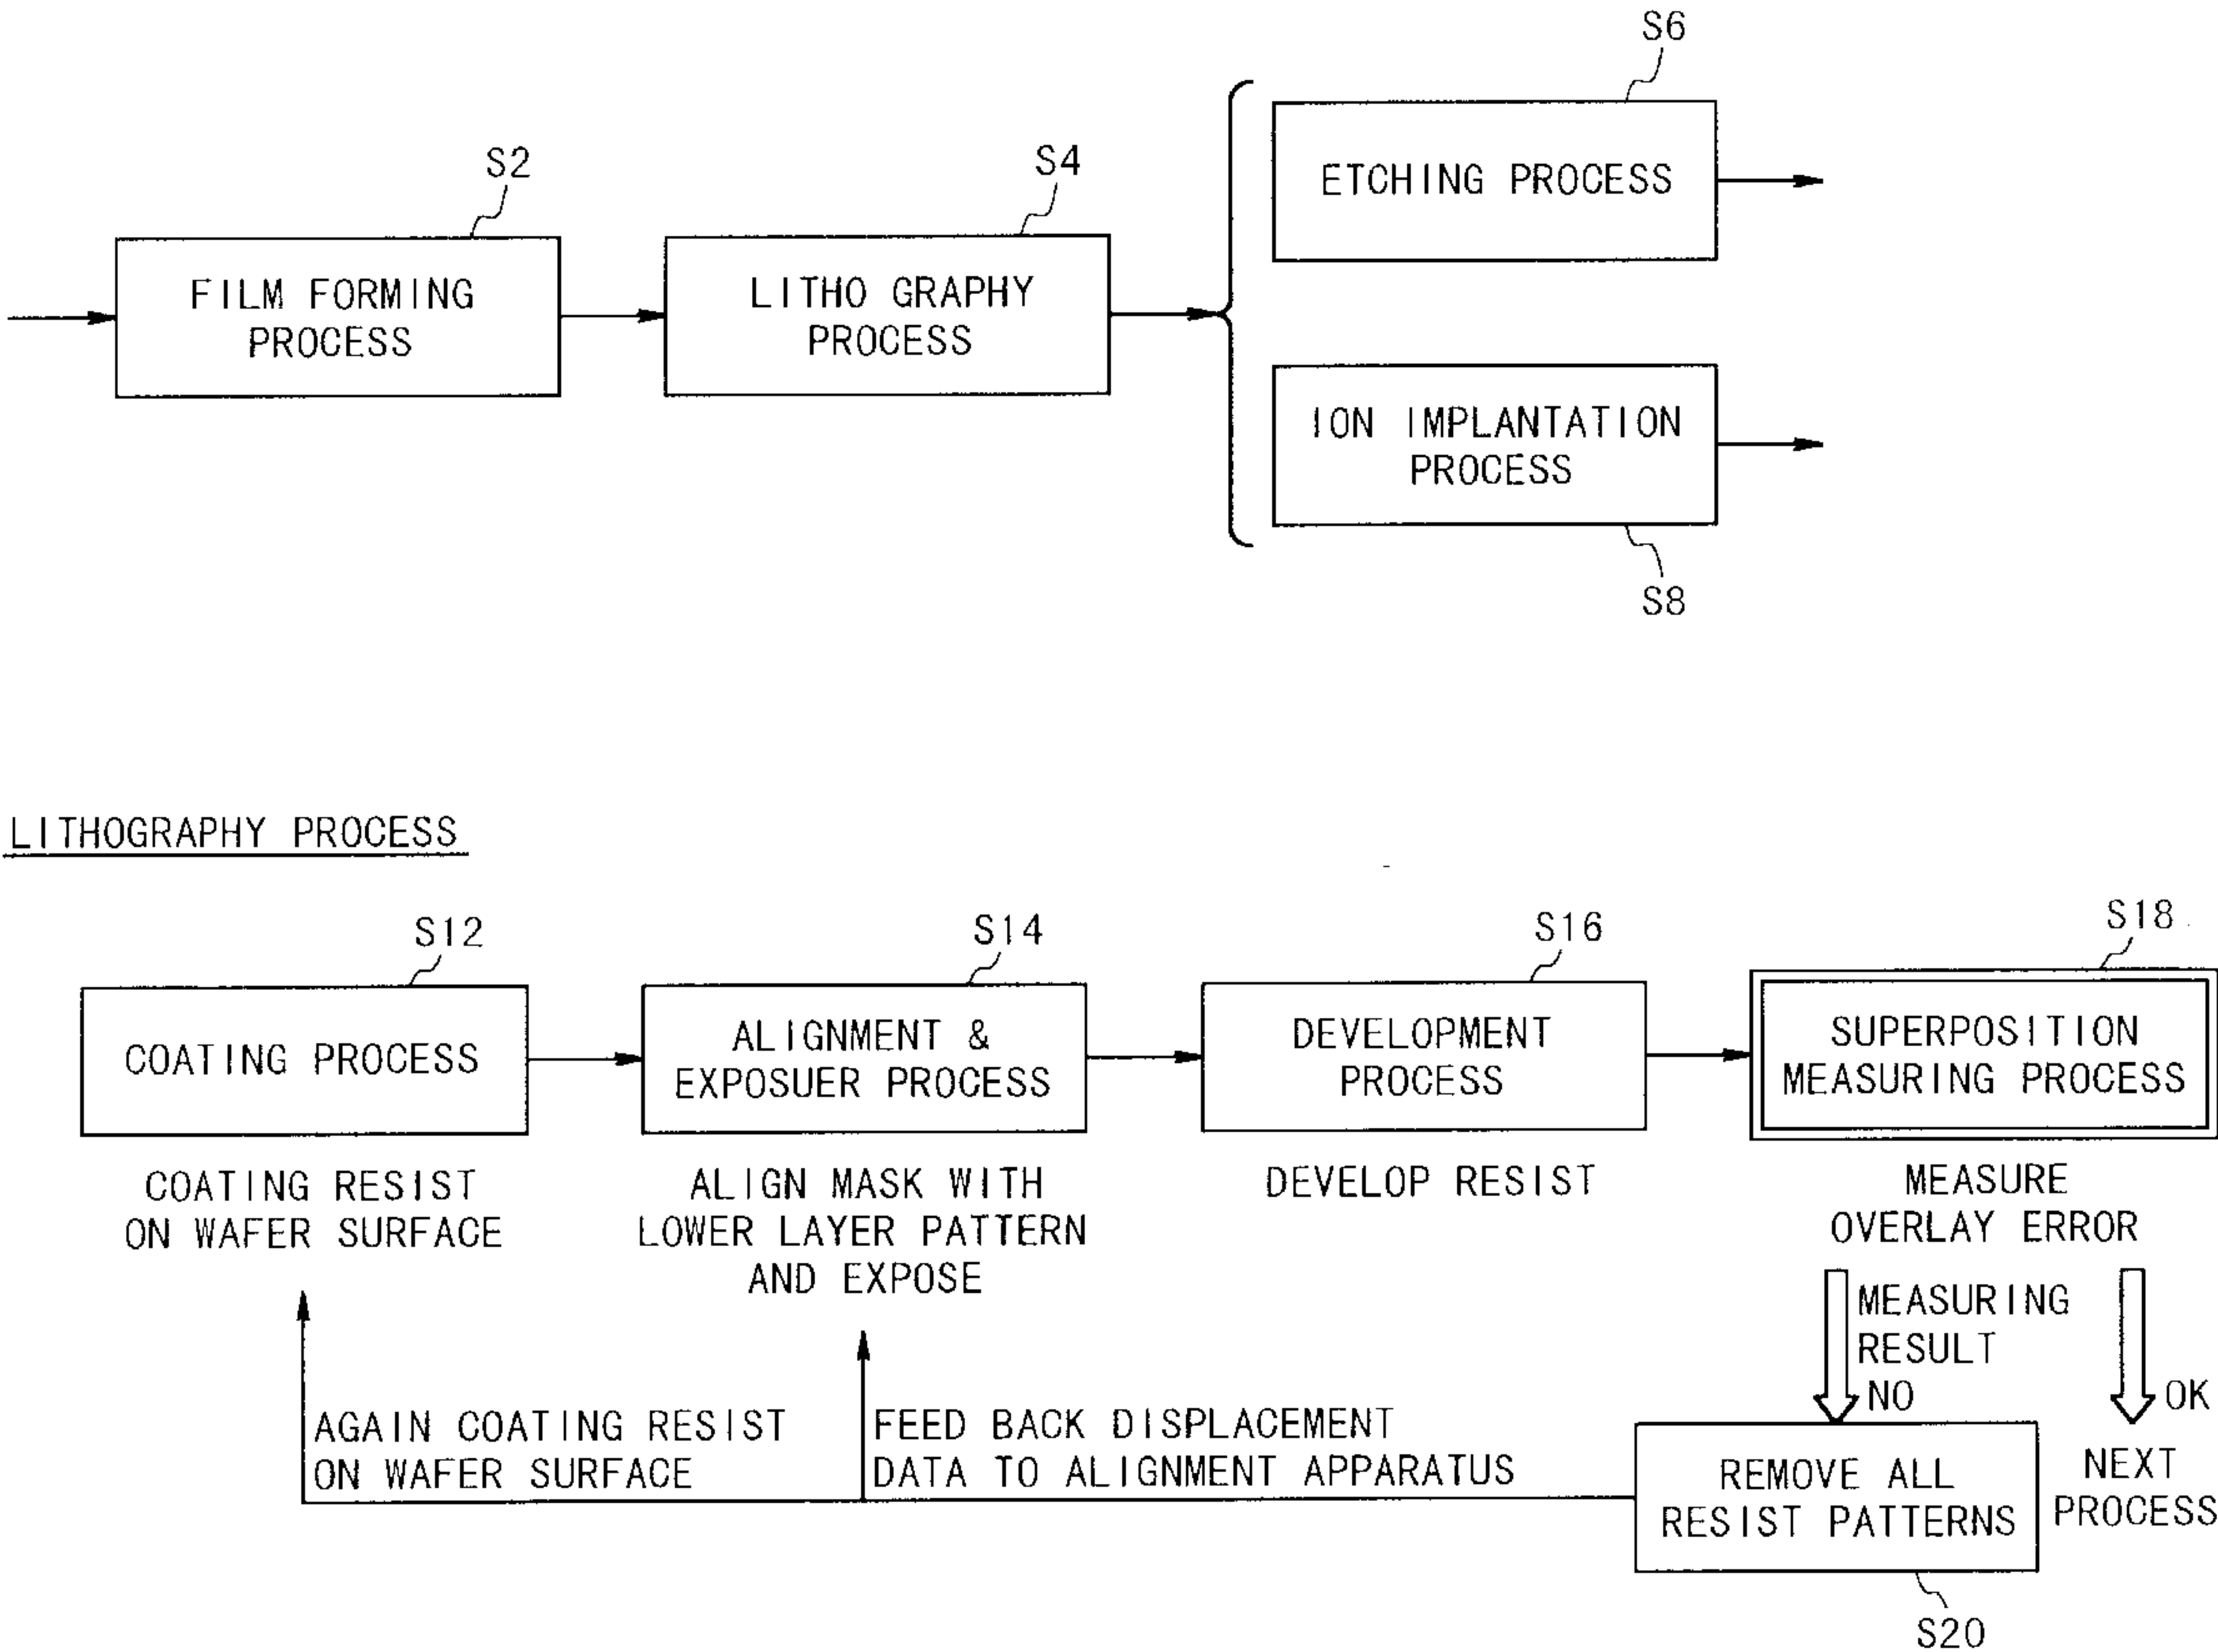 S2
FILM FORMING
PROCESS
S4
LITHO GRAPHY
PROCESS
S6
ETCHING PROCESS
ION IMPLANTATION
PROCESS
S8
LITHOGRAPHY PROCESS
S12
COATING PROCESS
COATING RESIST
ON WAFER SURFACE
S14
ALIGNMENT &
EXPOSUER PROCESS
ALIGN MASK WITH
LOWER LAYER PATTERN
AND EXPOSE
S16
DEVELOPMENT
PROCESS
DEVELOP RESIST
S18
SUPERPOSITION
MEASURING PROCESS
MEASURE
OVERLAY ERROR
MEASURING
RESULT
NO
OK
AGAIN COATING RESIST
ON WAFER SURFACE
FEED BACK DISPLACEMENT
DATA TO ALIGNMENT APPARATUS
REMOVE ALL
RESIST PATTERNS
NEXT
PROCESS
S20